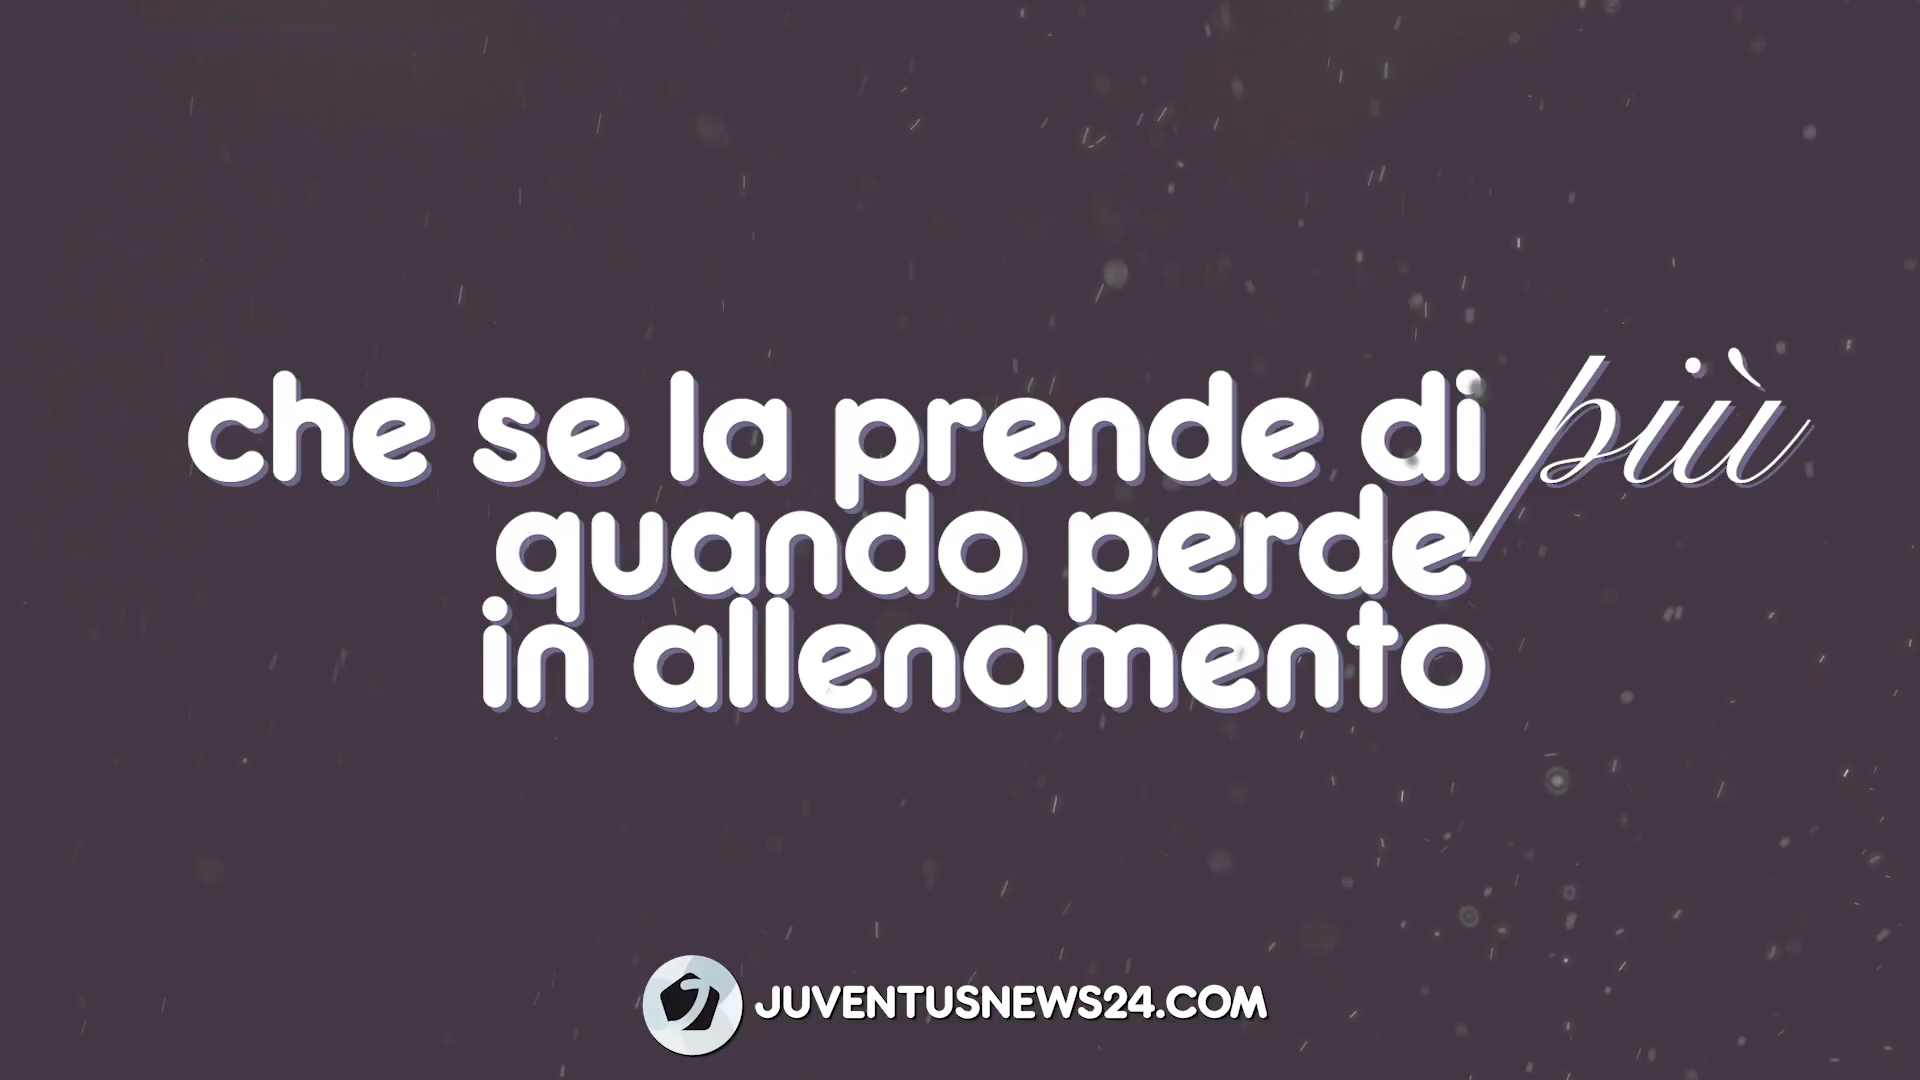 che se la prende di più
quando perde
in allenamento
JUVENTUSNEWS24.COM